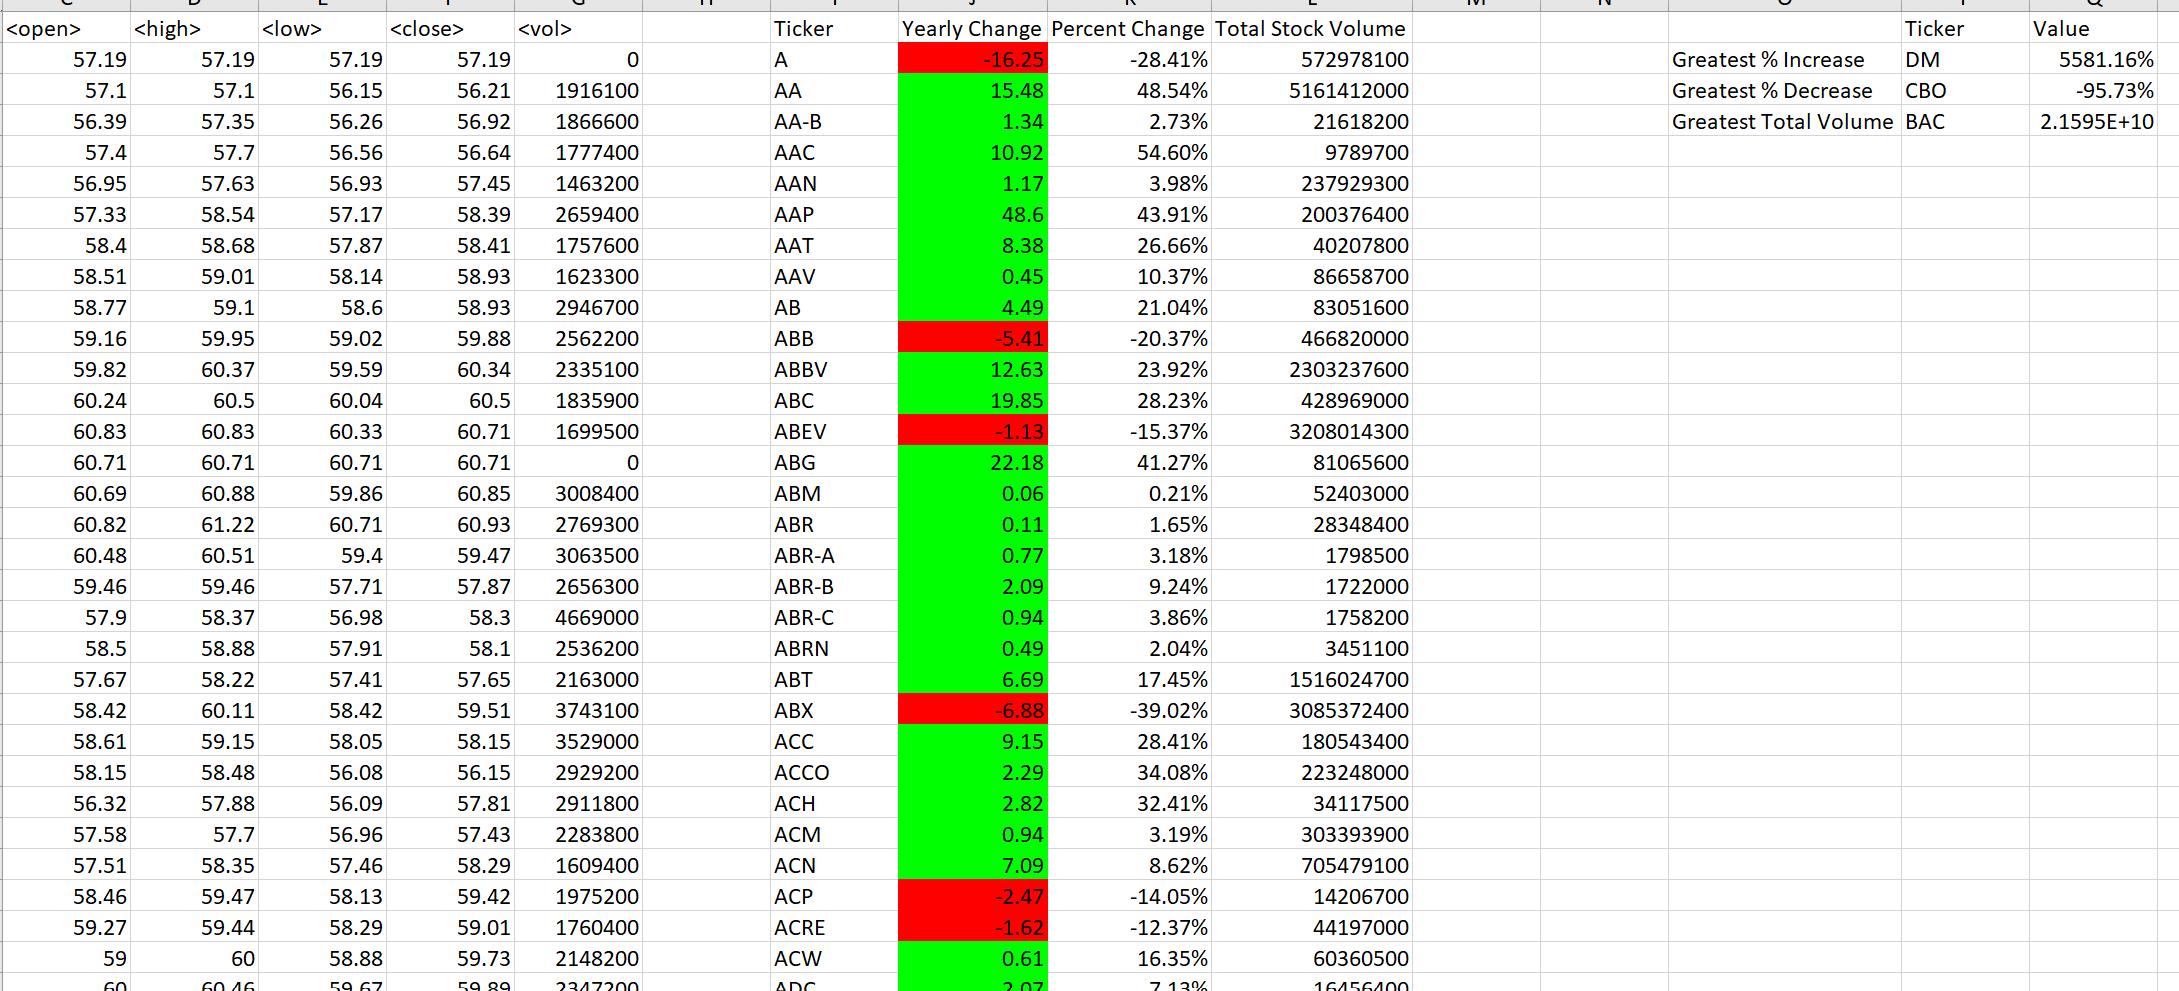 <open> <high> <low> <close> <vol> Ticker Yearly Change Percent Change Total Stock Volume Ticker Value
57.19 57.19 57.19 57.19 0 A -16.25 -28.41% 572978100 Greatest % Increase DM 5581.16%
57.1 57.1 56.15 56.21 1916100 AA 15.48 48.54% 5161412000 Greatest % Decrease CBO -95.73%
56.39 57.35 56.26 56.92 1866600 AA-B 1.34 2.73% 21618200 Greatest Total Volume BAC 2.1595E+10
57.4 57.7 56.56 56.64 1777400 AAC 10.92 54.60% 9789700
56.95 57.63 56.93 57.45 1463200 AAN 1.17 3.98% 237929300
57.33 58.54 57.17 58.39 2659400 AAP 48.6 43.91% 200376400
58.4 58.68 57.87 58.41 1757600 AAT 8.38 26.66% 40207800
58.51 59.01 58.14 58.93 1623300 AAV 0.45 10.37% 86658700
58.77 59.1 58.6 58.93 2946700 AB 4.49 21.04% 83051600
59.16 59.95 59.02 59.88 2562200 ABB -5.41 -20.37% 466820000
59.82 60.37 59.59 60.34 2335100 ABBV 12.63 23.92% 2303237600
60.24 60.5 60.04 60.5 1835900 ABC 19.85 28.23% 428969000
60.83 60.83 60.33 60.71 1699500 ABEV -1.13 -15.37% 3208014300
60.71 60.71 60.71 60.71 0 ABG 22.18 41.27% 81065600
60.69 60.88 59.86 60.85 3008400 ABM 0.06 0.21% 52403000
60.82 61.22 60.71 60.93 2769300 ABR 0.11 1.65% 28348400
60.48 60.51 59.4 59.47 3063500 ABR-A 0.77 3.18% 1798500
59.46 59.46 57.71 57.87 2656300 ABR-B 2.09 9.24% 1722000
57.9 58.37 56.98 58.3 4669000 ABR-C 0.94 3.86% 1758200
58.5 58.88 57.91 58.1 2536200 ABRN 0.49 2.04% 3451100
57.67 58.22 57.41 57.65 2163000 ABT 6.69 17.45% 1516024700
58.42 60.11 58.42 59.51 3743100 ABX -6.88 -39.02% 3085372400
58.61 59.15 58.05 58.15 3529000 ACC 9.15 28.41% 180543400
58.15 58.48 56.08 56.15 2929200 ACCO 2.29 34.08% 223248000
56.32 57.88 56.09 57.81 2911800 ACH 2.82 32.41% 34117500
57.58 57.7 56.96 57.43 2283800 ACM 0.94 3.19% 303393900
57.51 58.35 57.46 58.29 1609400 ACN 7.09 8.62% 705479100
58.46 59.47 58.13 59.42 1975200 ACP -2.47 -14.05% 14206700
59.27 59.44 58.29 59.01 1760400 ACRE -1.62 -12.37% 44197000
59 60 58.88 59.73 2148200 ACW 0.61 16.35% 60360500
60 60.46 59.67 59.89 2347200 ADC 2.07 7.13% 16456400